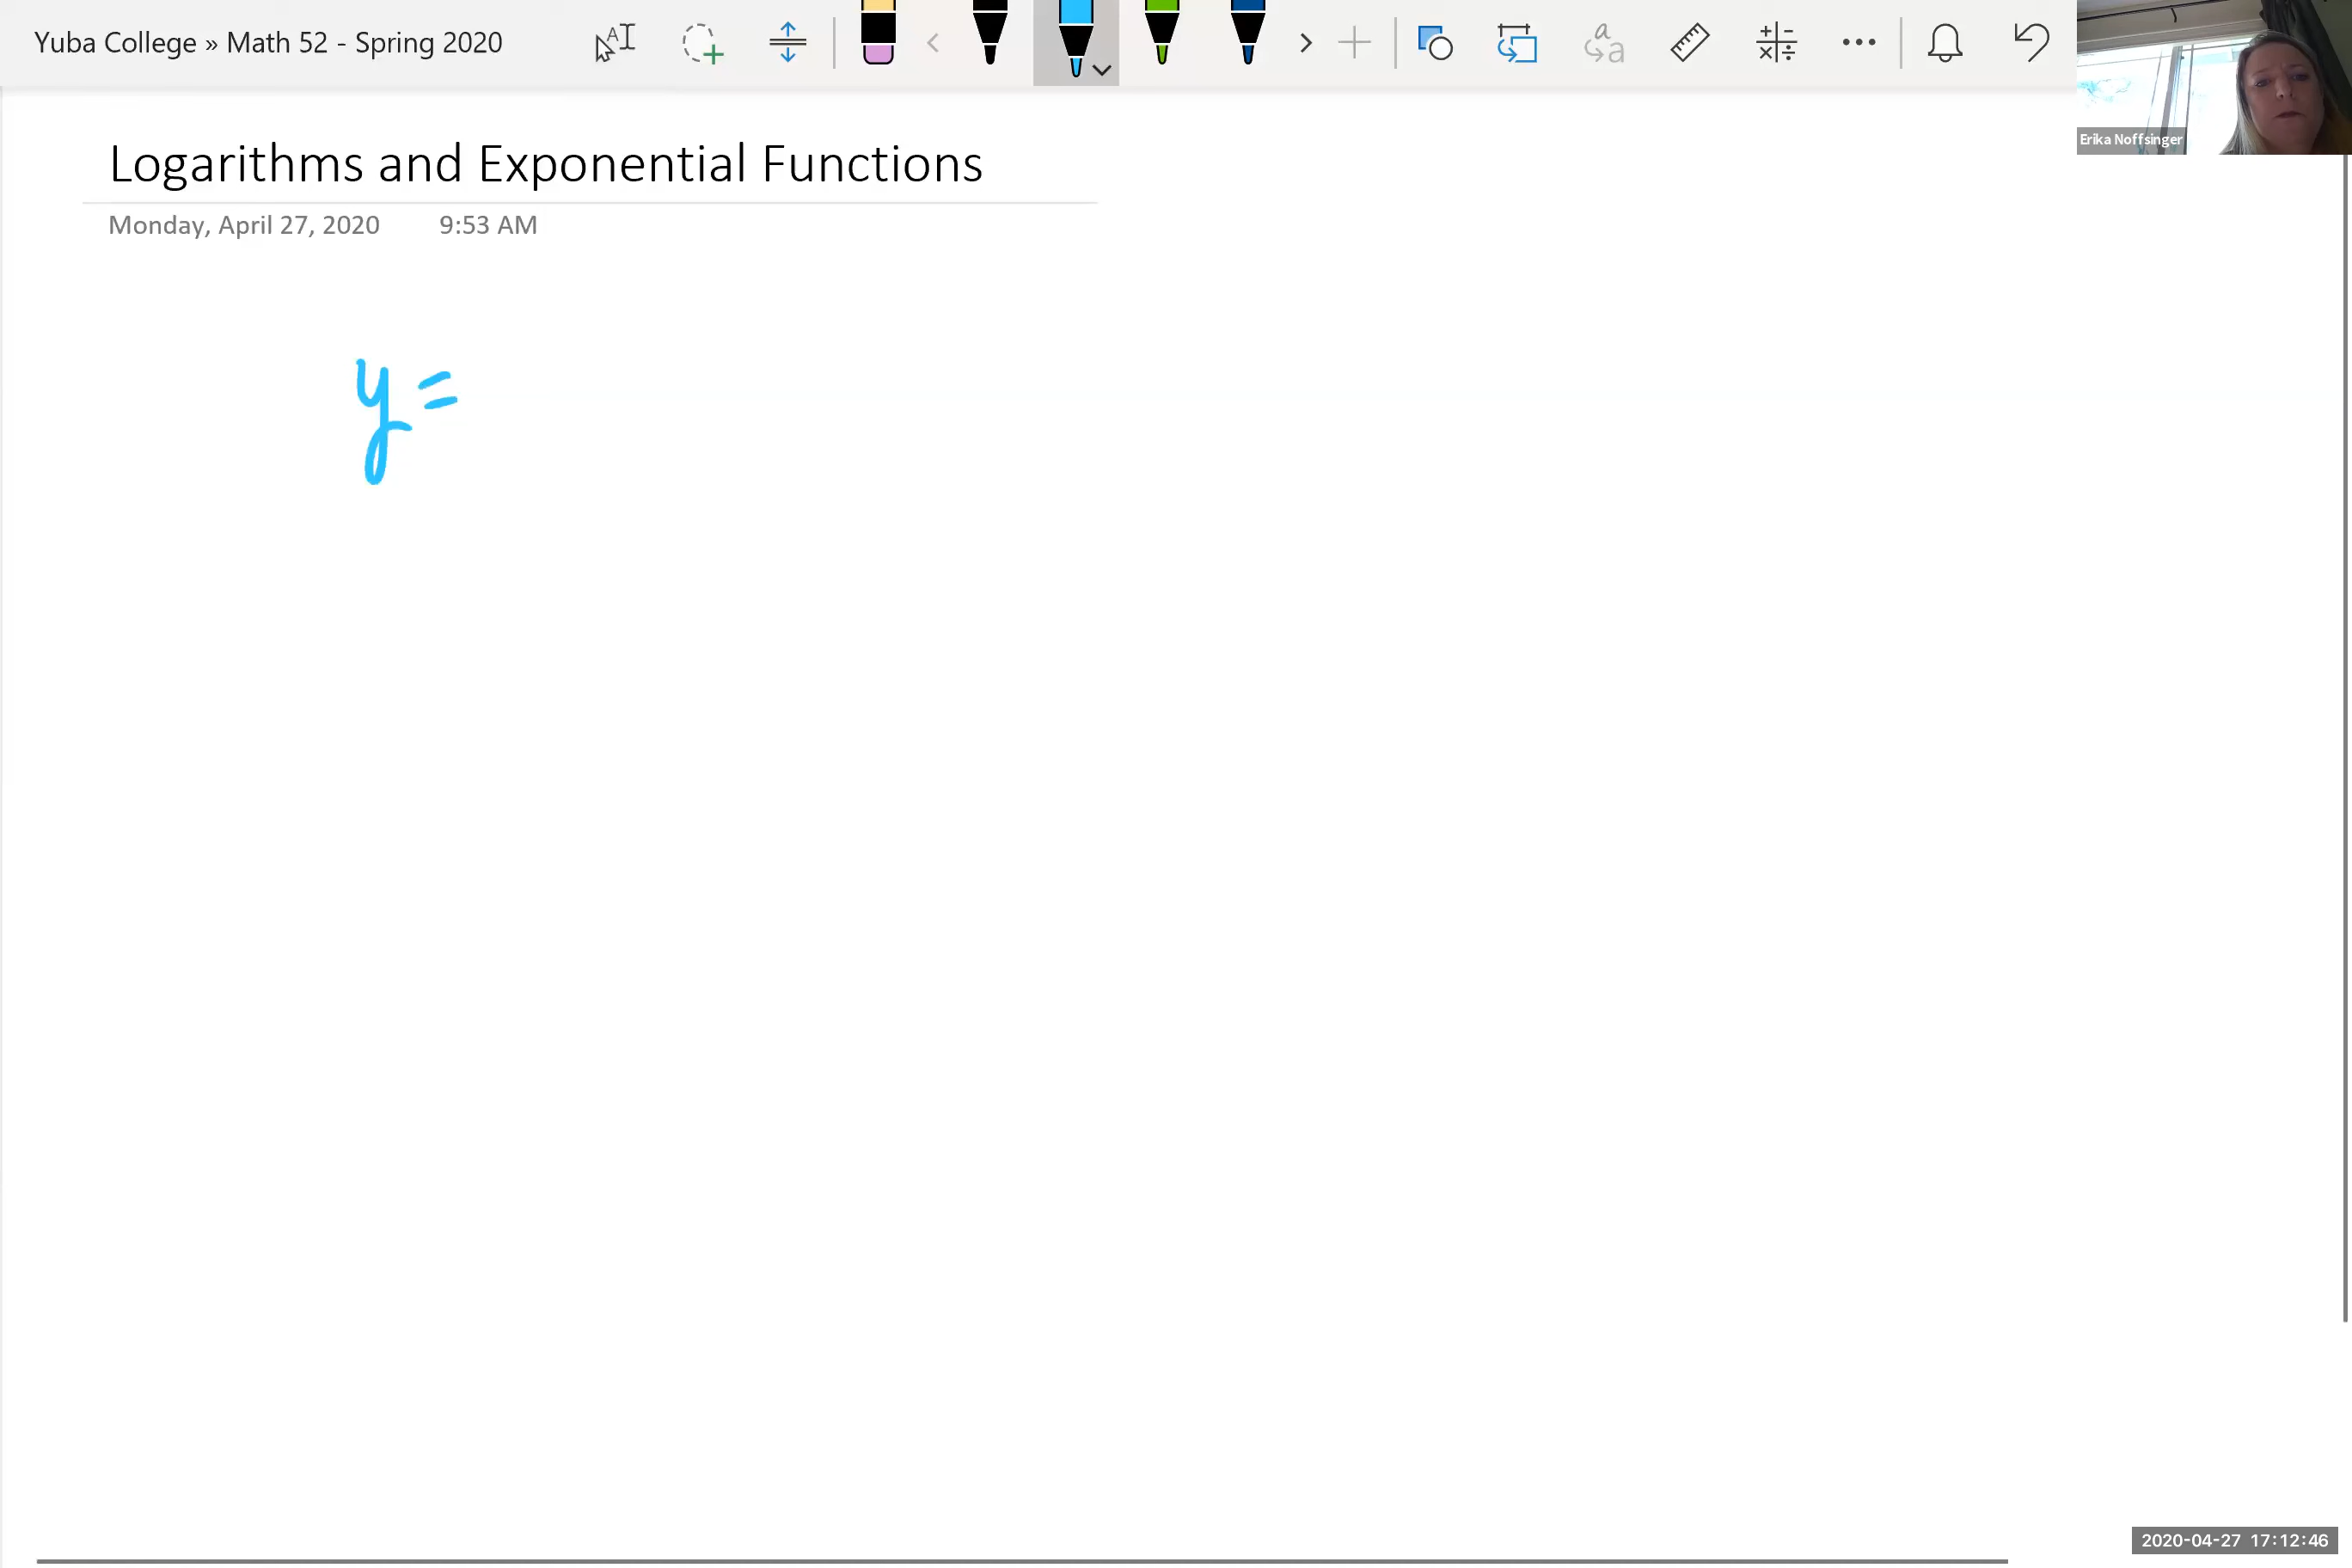 Yuba College » Math 52 - Spring 2020
Erika Noffsinger
Logarithms and Exponential Functions
Monday, April 27, 2020 9:53 AM
y=
2020-04-27 17:12:46